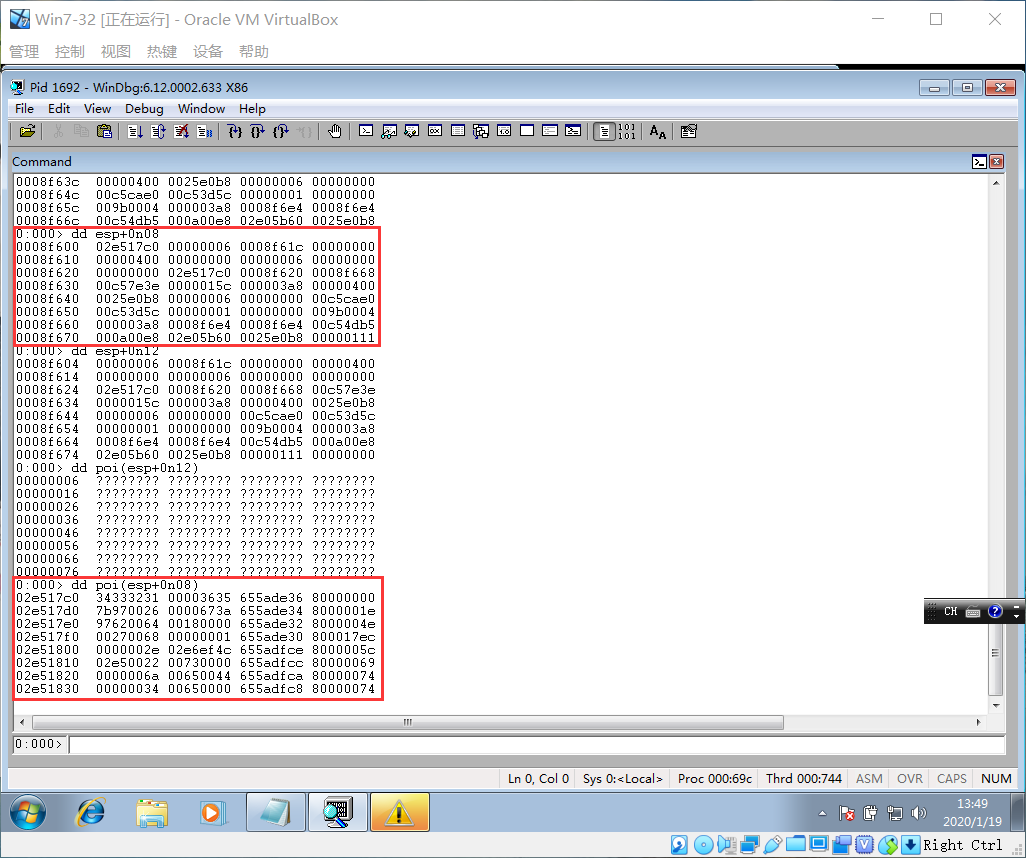 Win7-32 [正在运行] - Oracle VM VirtualBox
管理 控制 视图 热键 设备 帮助
Pid 1692 - WinDbg:6.12.0002.633 X86
File Edit View Debug Window Help
Command
0008f63c 00000400 0025e0b8 00000006 00000000
0008f64c 00c5cae0 00c53d5c 00000001 00000000
0008f65c 009b0004 000003a8 0008f6e4 0008f6e4
0008f66c 00c54db5 000a00e8 02e05b60 0025e0b8
0:000> dd esp+0n08
0008f600 02e517c0 00000006 0008f61c 00000000
0008f610 00000400 00000000 00000006 00000000
0008f620 00000000 02e517c0 0008f620 0008f668
0008f630 00c57e3e 0000015c 000003a8 00000400
0008f640 0025e0b8 00000006 00000000 00c5cae0
0008f650 00c53d5c 00000001 00000000 009b0004
0008f660 000003a8 0008f6e4 0008f6e4 00c54db5
0008f670 000a00e8 02e05b60 0025e0b8 00000111
0:000> dd esp+0n12
0008f604 00000006 0008f61c 00000000 00000400
0008f614 00000000 00000006 00000000 00000000
0008f624 02e517c0 0008f620 0008f668 00c57e3e
0008f634 0000015c 000003a8 00000400 0025e0b8
0008f644 00000006 00000000 00c5cae0 00c53d5c
0008f654 00000001 00000000 009b0004 000003a8
0008f664 0008f6e4 0008f6e4 00c54db5 000a00e8
0008f674 02e05b60 0025e0b8 00000111 00000000
0:000> dd poi(esp+0n12)
00000006 ???????? ???????? ???????? ????????
00000016 ???????? ???????? ???????? ????????
00000026 ???????? ???????? ???????? ????????
00000036 ???????? ???????? ???????? ????????
00000046 ???????? ???????? ???????? ????????
00000056 ???????? ???????? ???????? ????????
00000066 ???????? ???????? ???????? ????????
00000076 ???????? ???????? ???????? ????????
0:000> dd poi(esp+0n08)
02e517c0 34333231 00003635 655ade36 80000000
02e517d0 7b970026 0000673a 655ade34 8000001e
02e517e0 97620064 00180000 655ade32 8000004e
02e517f0 00270068 00000001 655ade30 800017ec
02e51800 0000002e 02e6ef4c 655adfce 8000005c
02e51810 02e50022 00730000 655adfcc 80000069
02e51820 0000006a 00650044 655adfca 80000074
02e51830 00000034 00650000 655adfc8 80000074
CH
0:000>
Ln 0, Col 0 Sys 0:<Local> Proc 000:69c Thrd 000:744 ASM OVR CAPS NUM
13:49
2020/1/19
Right Ctrl